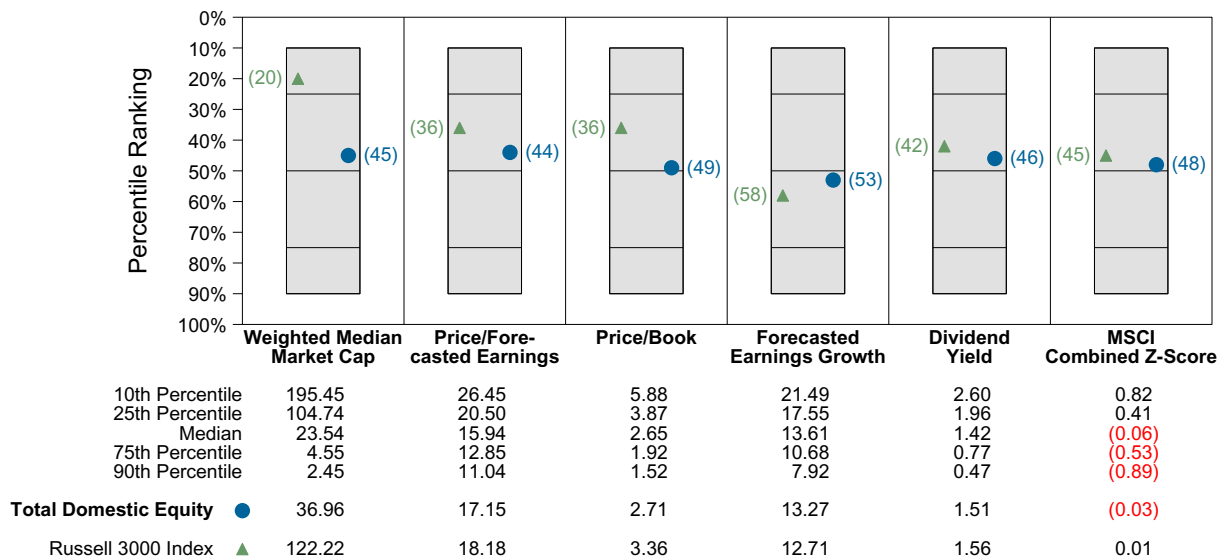 Percentile Ranking
0%
10%
20%
30%
40%
50%
60%
70%
80%
90%
100%
(20)
(45)
(36)
(44)
(36)
(49)
(58)
(53)
(42)
(46)
(45)
(48)
Weighted Median Price/Fore- Price/Book Forecasted Dividend MSCI
Market Cap casted Earnings Earnings Growth Yield Combined Z-Score
10th Percentile 195.45 26.45 5.88 21.49 2.60 0.82
25th Percentile 104.74 20.50 3.87 17.55 1.96 0.41
Median 23.54 15.94 2.65 13.61 1.42 (0.06)
75th Percentile 4.55 12.85 1.92 10.68 0.77 (0.53)
90th Percentile 2.45 11.04 1.52 7.92 0.47 (0.89)
Total Domestic Equity 36.96 17.15 2.71 13.27 1.51 (0.03)
Russell 3000 Index 122.22 18.18 3.36 12.71 1.56 0.01